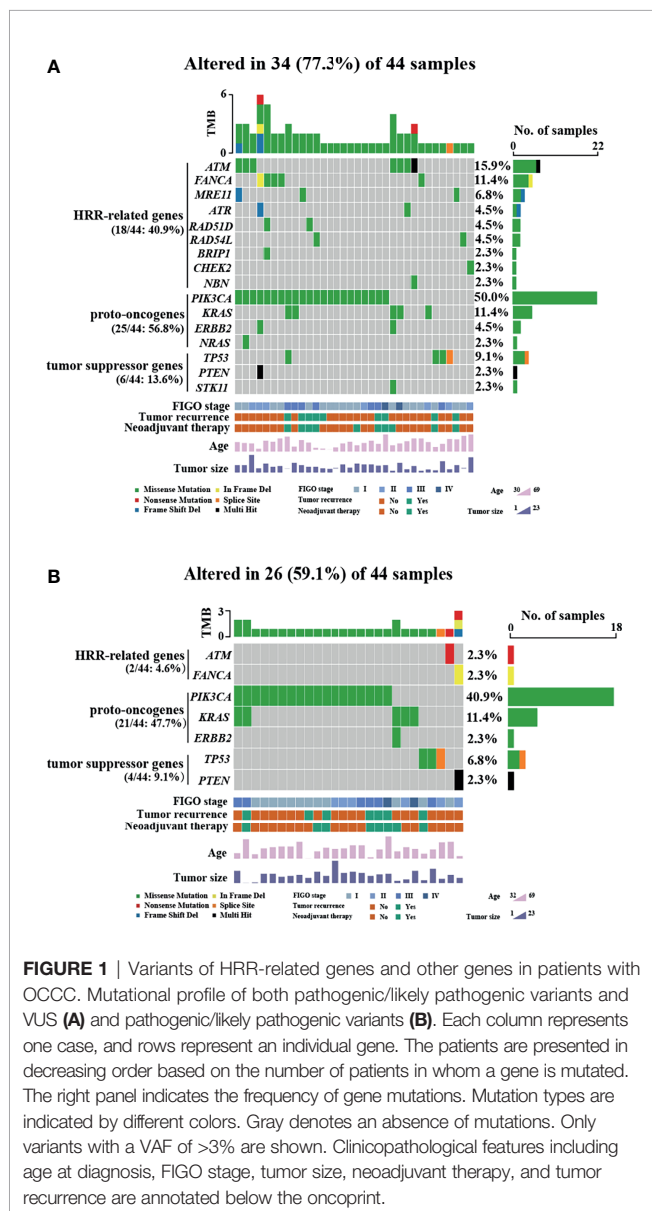 A
Altered in 34 (77.3%) of 44 samples
6
TMB
0
No. of samples
0 22
HRR-related genes
(18/44: 40.9%)
ATM 15.9%
FANCA 11.4%
MRE11 6.8%
ATR 4.5%
RAD51D 4.5%
RAD54L 4.5%
BRIP1 2.3%
CHEK2 2.3%
NBN 2.3%
proto-oncogenes
(25/44: 56.8%)
PIK3CA 50.0%
KRAS 11.4%
ERBB2 4.5%
NRAS 2.3%
tumor suppressor genes
(6/44: 13.6%)
TP53 9.1%
PTEN 2.3%
STK11 2.3%
FIGO stage
Tumor recurrence
Neoadjuvant therapy
Age
Tumor size
Missense Mutation In Frame Del
Nonsense Mutation Splice Site
Frame Shift Del Multi Hit
FIGO stage I II III IV
Tumor recurrence No Yes
Neoadjuvant therapy No Yes
Age 30 69
Tumor size 1 23
B
Altered in 26 (59.1%) of 44 samples
3
TMB
0
No. of samples
0 18
HRR-related genes
(2/44: 4.6%)
ATM 2.3%
FANCA 2.3%
proto-oncogenes
(21/44: 47.7%)
PIK3CA 40.9%
KRAS 11.4%
ERBB2 2.3%
tumor suppressor genes
(4/44: 9.1%)
TP53 6.8%
PTEN 2.3%
FIGO stage
Tumor recurrence
Neoadjuvant therapy
Age
Tumor size
Missense Mutation In Frame Del
Nonsense Mutation Splice Site
Frame Shift Del Multi Hit
FIGO stage I II III IV
Tumor recurrence No Yes
Neoadjuvant therapy No Yes
Age 32 69
Tumor size 1 23
FIGURE 1 | Variants of HRR-related genes and other genes in patients with
OCCC. Mutational profile of both pathogenic/likely pathogenic variants and
VUS (A) and pathogenic/likely pathogenic variants (B). Each column represents
one case, and rows represent an individual gene. The patients are presented in
decreasing order based on the number of patients in whom a gene is mutated.
The right panel indicates the frequency of gene mutations. Mutation types are
indicated by different colors. Gray denotes an absence of mutations. Only
variants with a VAF of >3% are shown. Clinicopathological features including
age at diagnosis, FIGO stage, tumor size, neoadjuvant therapy, and tumor
recurrence are annotated below the oncoprint.